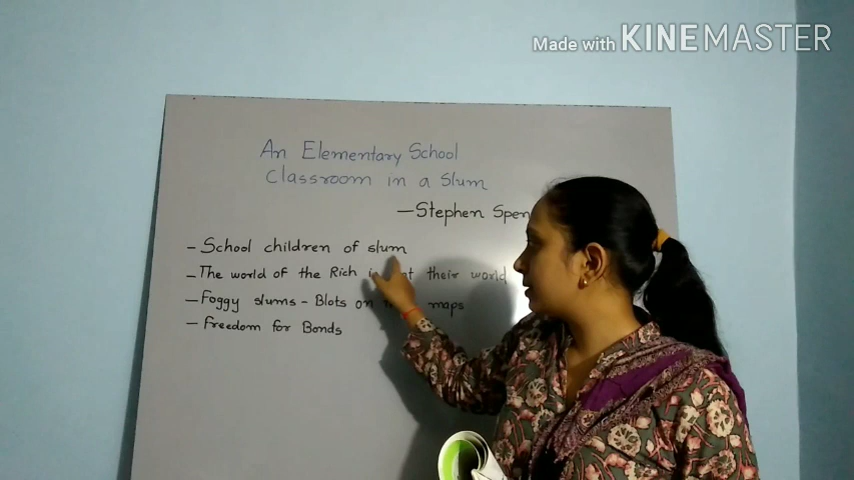 Made with KINEMASTER
An Elementary School
Classroom in a Slum
- Stephen Spen
- School children of slum
- The world of the Rich their world
- Foggy slums - Blots on maps
- Freedom for Bonds